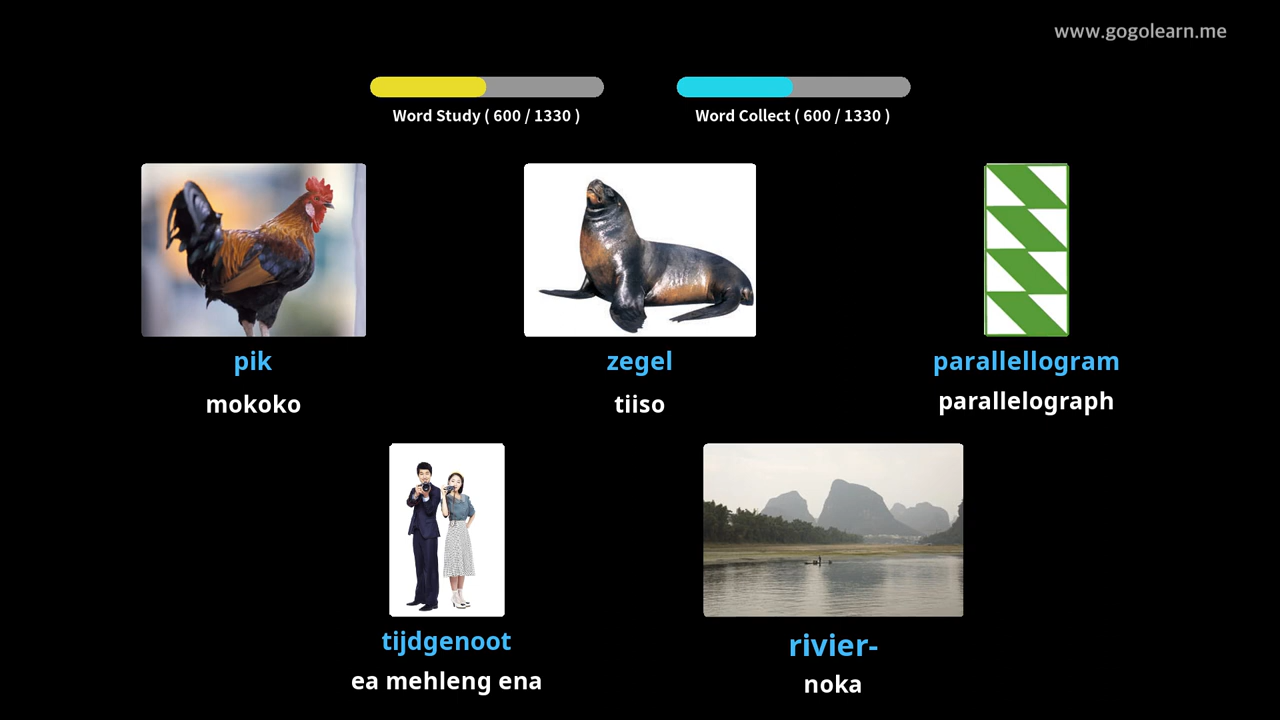 www.gogolearn.me
Word Study ( 600 / 1330 )
Word Collect ( 600 / 1330 )
pik
mokoko
zegel
tiiso
parallellogram
parallelograph
tijdgenoot
ea mehleng ena
rivier-
noka